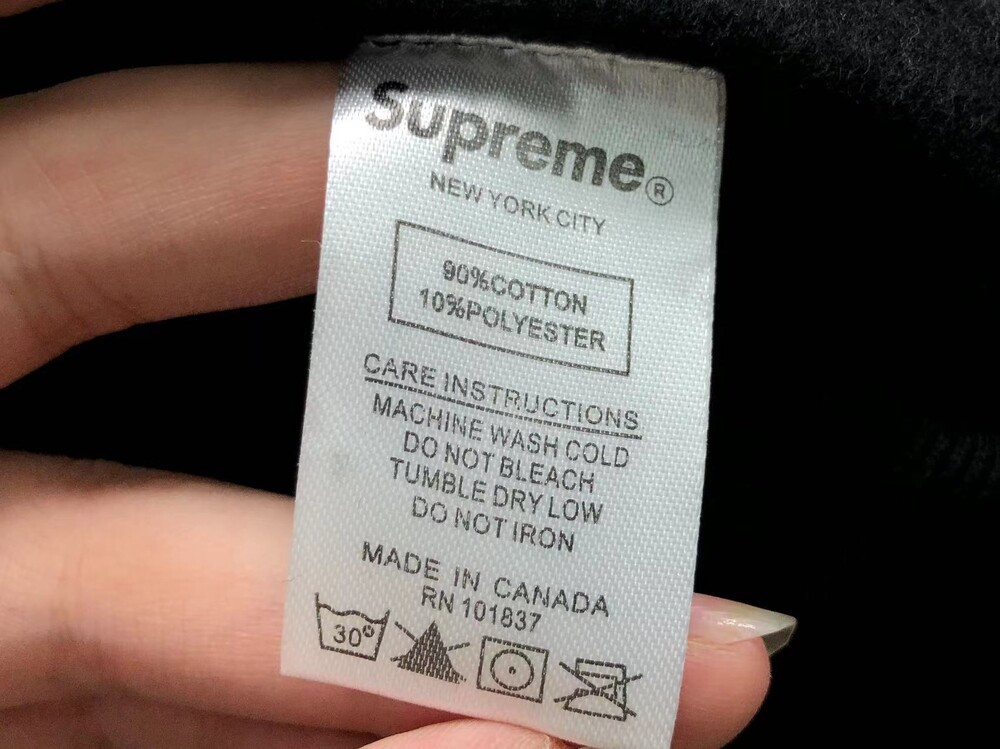 Supreme®
NEW YORK CITY
90%COTTON
10%POLYESTER
CARE INSTRUCTIONS
MACHINE WASH COLD
DO NOT BLEACH
TUMBLE DRY LOW
DO NOT IRON
MADE IN CANADA
RN 101837
30°